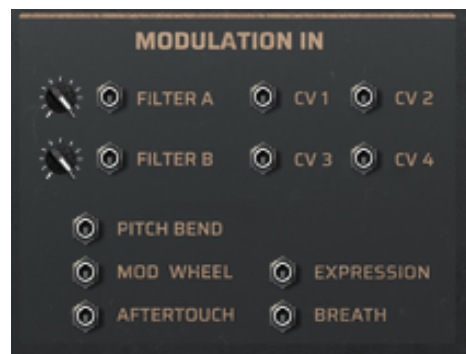 MODULATION IN
FILTER A CV 1 CV 2
FILTER B CV 3 CV 4
PITCH BEND
MOD WHEEL EXPRESSION
AFTERTOUCH BREATH